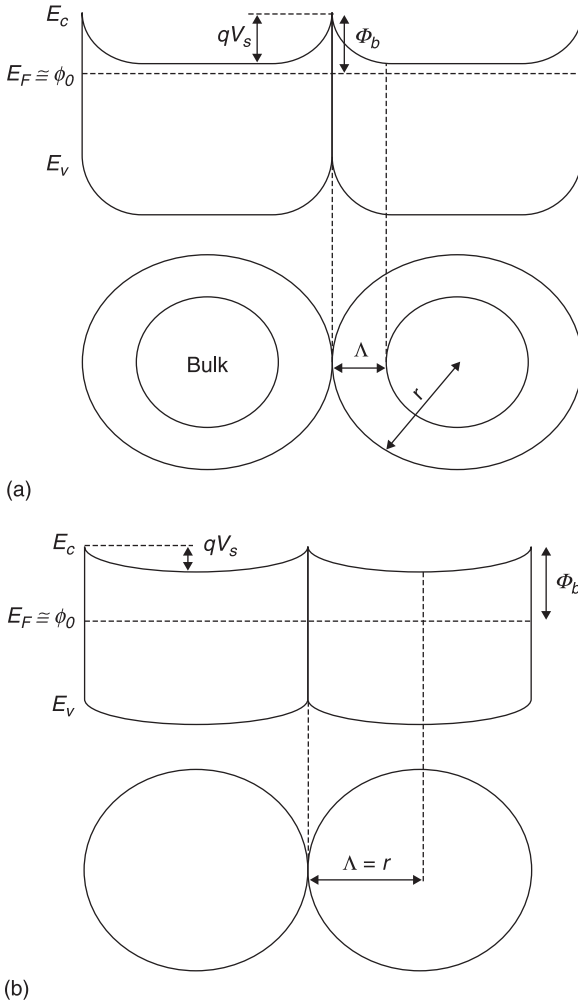 E_c
qV_s
Φ_b
E_F ≅ ϕ_0
E_v
Bulk
Λ
r
(a)
E_c
qV_s
Φ_b
E_F ≅ ϕ_0
E_v
Λ = r
(b)